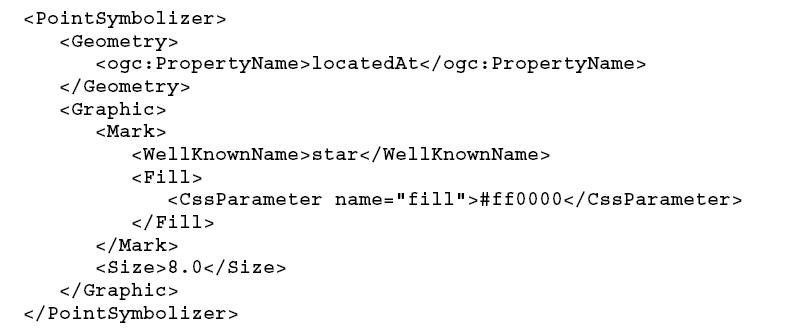 <PointSymbolizer>
   <Geometry>
      <ogc:PropertyName>locatedAt</ogc:PropertyName>
   </Geometry>
   <Graphic>
      <Mark>
         <WellKnownName>star</WellKnownName>
         <Fill>
            <CssParameter name="fill">#ff0000</CssParameter>
         </Fill>
      </Mark>
      <Size>8.0</Size>
   </Graphic>
</PointSymbolizer>